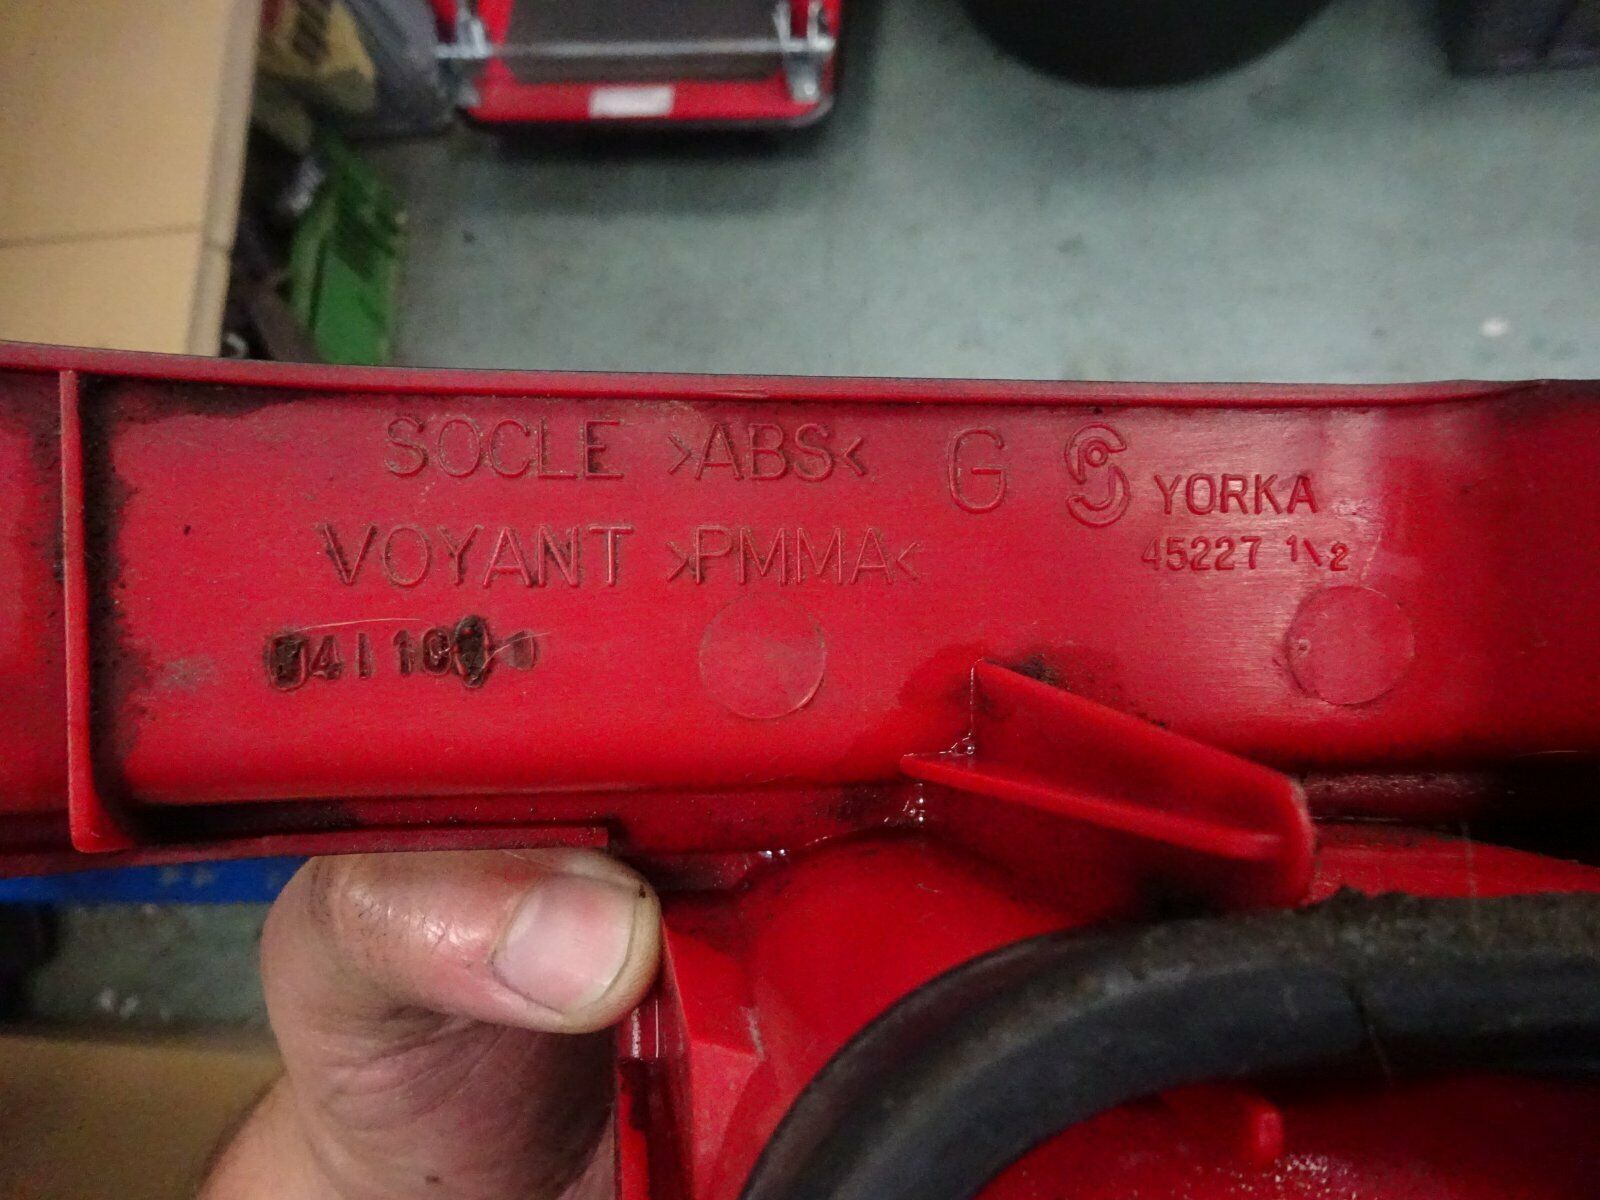 SOCLE >ABS< G
YORKA
VOYANT >PMMA<
45227 1\2